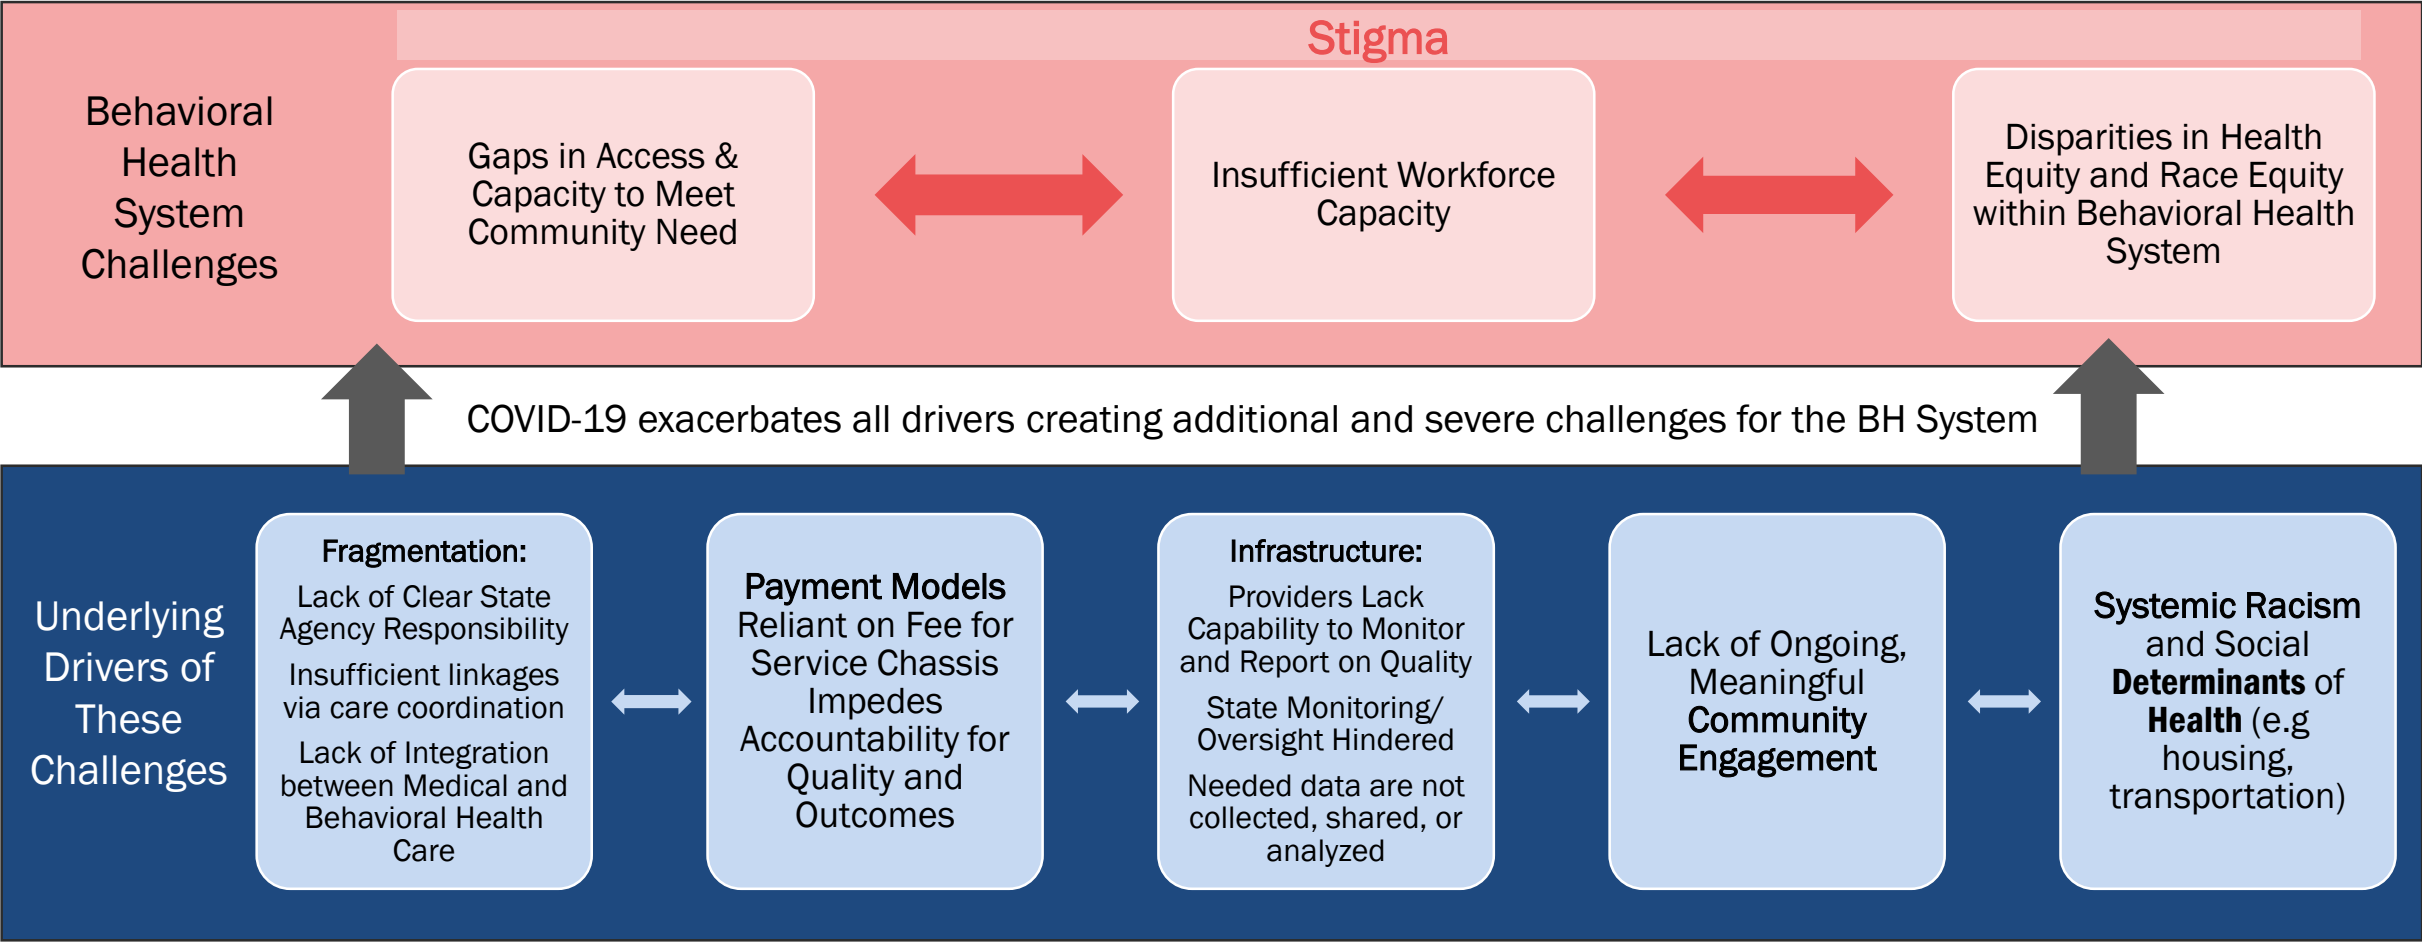 Stigma
Behavioral
Health
System
Challenges
Gaps in Access &
Capacity to Meet
Community Need
Insufficient Workforce
Capacity
Disparities in Health
Equity and Race Equity
within Behavioral Health
System
COVID-19 exacerbates all drivers creating additional and severe challenges for the BH System
Underlying
Drivers of
These
Challenges
Fragmentation:
Lack of Clear State
Agency Responsibility
Insufficient linkages
via care coordination
Lack of Integration
between Medical and
Behavioral Health
Care
Payment Models
Reliant on Fee for
Service Chassis
Impedes
Accountability for
Quality and
Outcomes
Infrastructure:
Providers Lack
Capability to Monitor
and Report on Quality
State Monitoring/
Oversight Hindered
Needed data are not
collected, shared, or
analyzed
Lack of Ongoing,
Meaningful
Community
Engagement
Systemic Racism
and Social
Determinants of
Health (e.g
housing,
transportation)